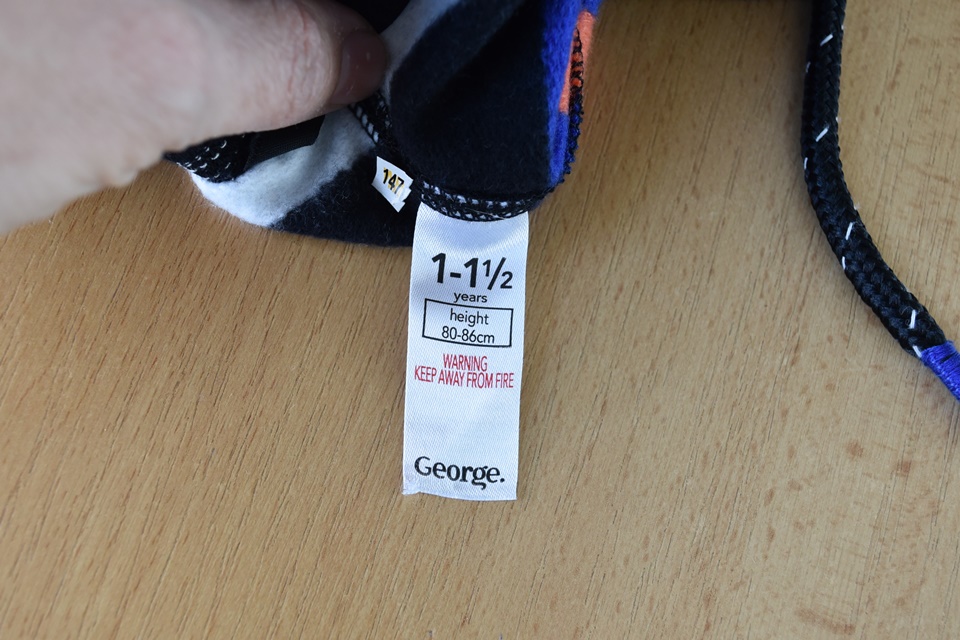 147
1-1½
years
height
80-86cm
WARNING
KEEP AWAY FROM FIRE
George.